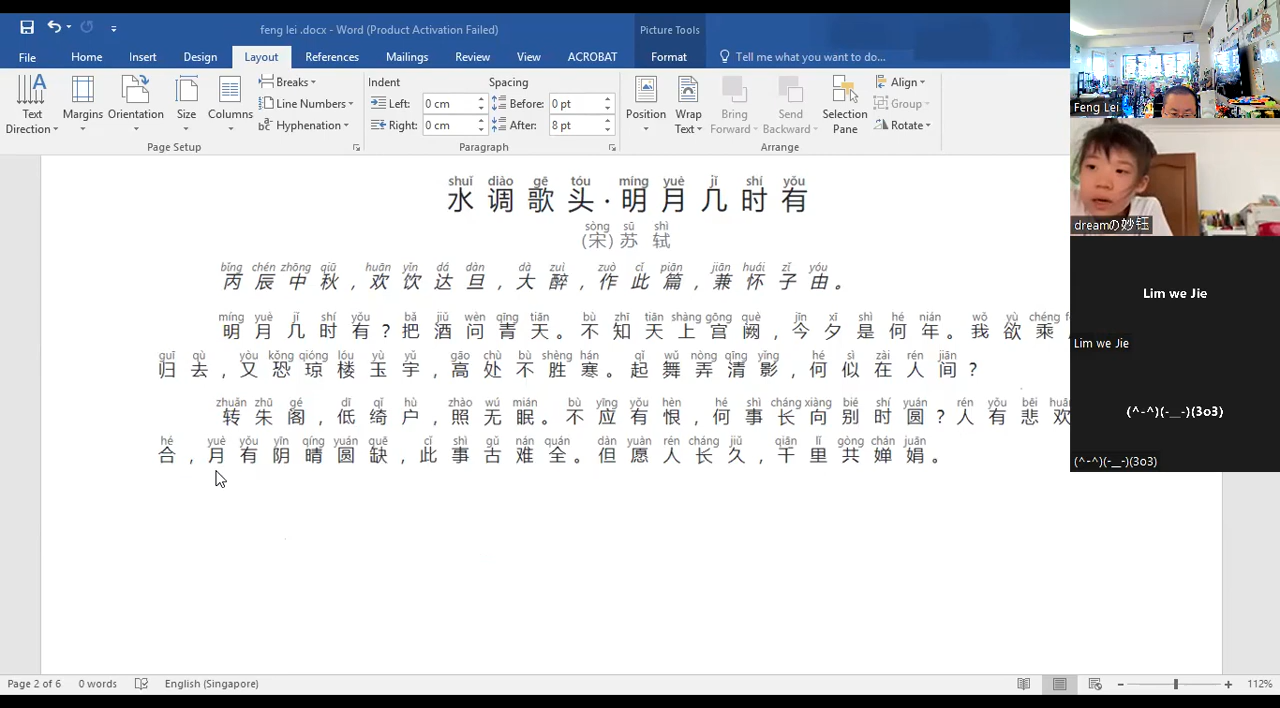 feng lei .docx - Word (Product Activation Failed)
Picture Tools
File Home Insert Design Layout References Mailings Review View ACROBAT Format Tell me what you want to do...
Text Direction
Margins
Orientation
Size
Columns
Breaks
Line Numbers
Hyphenation
Page Setup
Indent
Left: 0 cm
Right: 0 cm
Spacing
Before: 0 pt
After: 8 pt
Paragraph
Position
Wrap Text
Bring Forward
Send Backward
Selection Pane
Align
Group
Rotate
Arrange
shuǐ diào gē tóu míng yuè jǐ shí yǒu
水调歌头·明月几时有
sòng sū shì
(宋)苏轼
bǐng chén zhōng qiū huān yǐn dá dàn dà zuì zuò cǐ piān jiān huái zǐ yóu
丙辰中秋,欢饮达旦,大醉,作此篇,兼怀子由。
míng yuè jǐ shí yǒu bǎ jiǔ wèn qīng tiān bù zhī tiān shàng gōng què jīn xī shì hé nián wǒ yù chéng
明月几时有?把酒问青天。不知天上宫阙,今夕是何年。我欲乘
guī qù yòu kǒng qióng lóu yù yǔ gāo chù bù shèng hán qǐ wǔ nòng qīng yǐng hé sì zài rén jiān
归去,又恐琼楼玉宇,高处不胜寒。起舞弄清影,何似在人间?
zhuǎn zhū gé dī qǐ hù zhào wú mián bù yīng yǒu hèn hé shì cháng xiàng bié shí yuán rén yǒu bēi
转朱阁,低绮户,照无眠。不应有恨,何事长向别时圆?人有悲欢
hé yuè yǒu yīn qíng yuán quē cǐ shì gǔ nán quán dàn yuàn rén cháng jiǔ qiān lǐ gòng chán juān
合,月有阴晴圆缺,此事古难全。但愿人长久,千里共婵娟。
Feng Lei
dreamの妙钰
Lim we Jie
Lim we Jie
(^-^)(-__-)(3o3)
(^-^)(-__-)(3o3)
Page 2 of 6 0 words English (Singapore) 112%